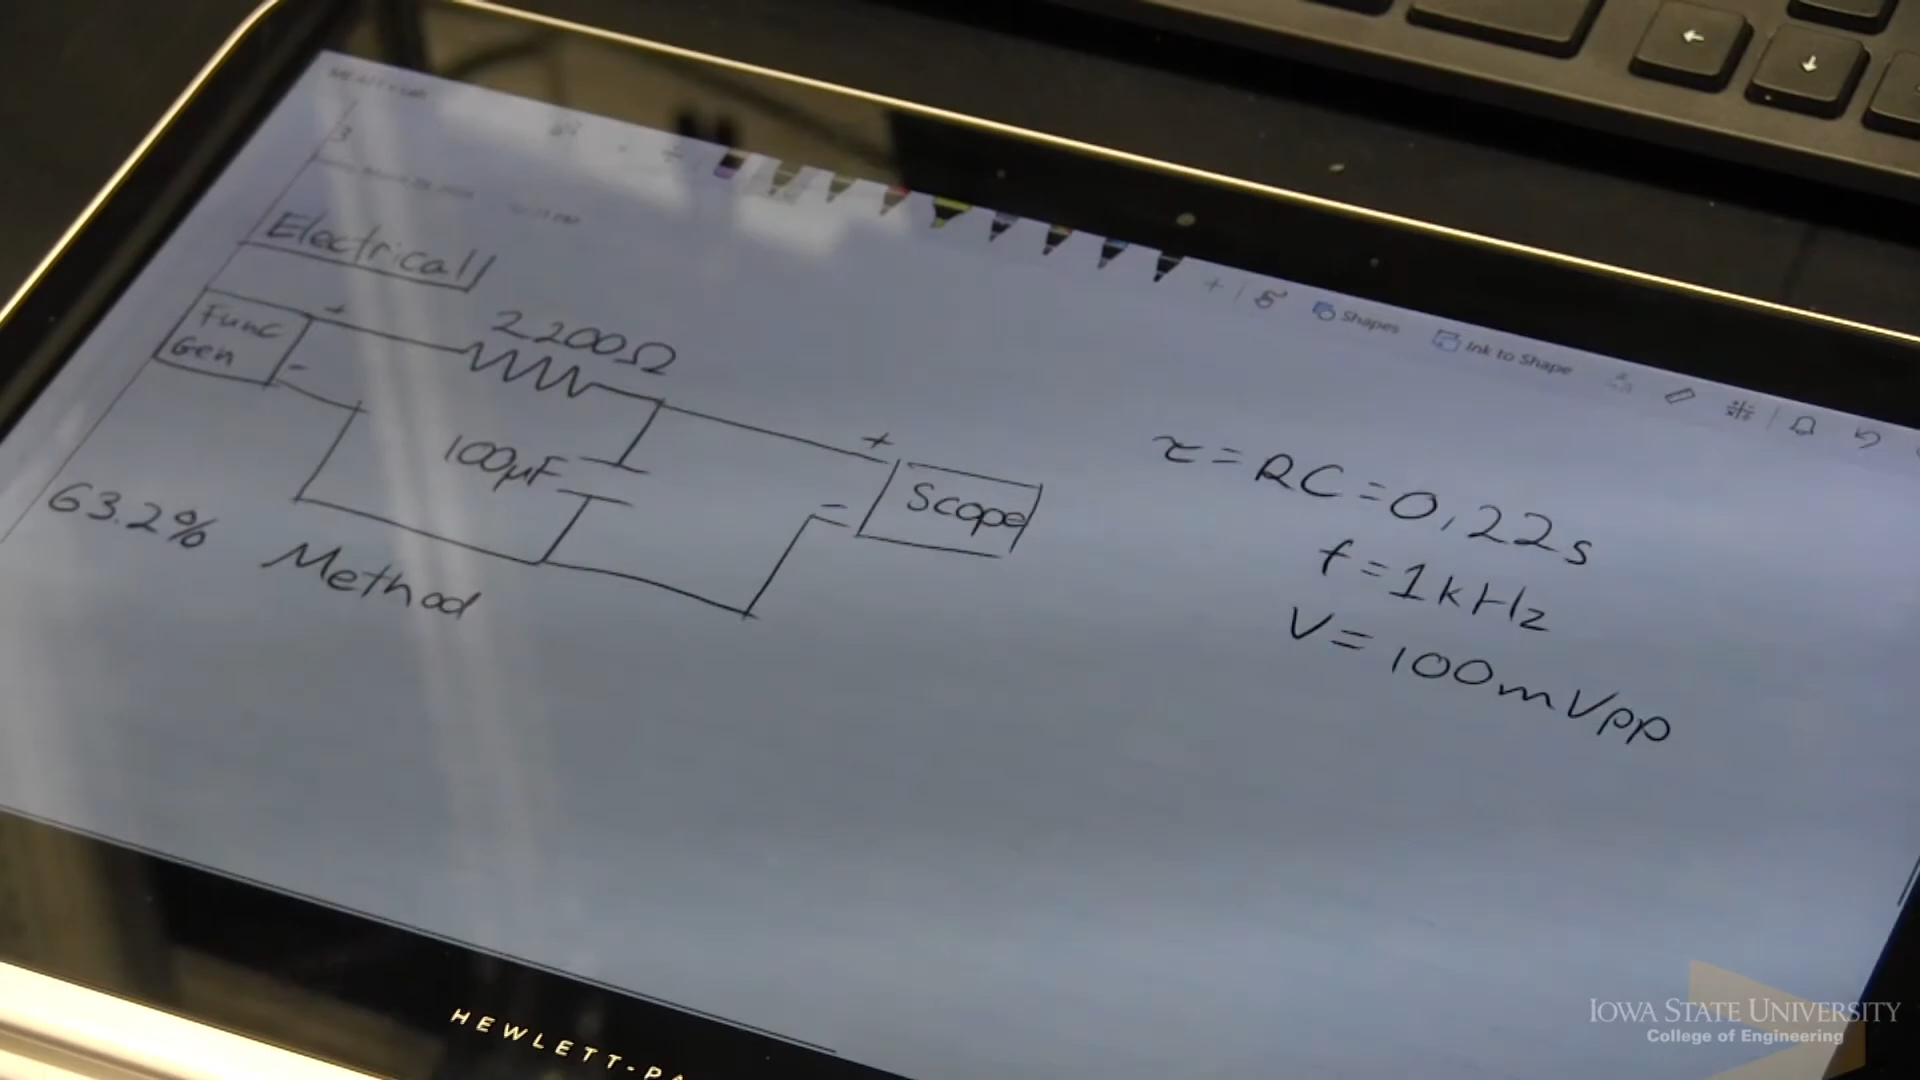 Electrical
Func
Gen
+
-
2200Ω
100μF
+
-
Scope
63.2% Method
τ=RC=0.22s
f=1kHz
V=100mVpp
Shapes
Ink to Shape
HEWLETT-PA
IOWA STATE UNIVERSITY
College of Engineering